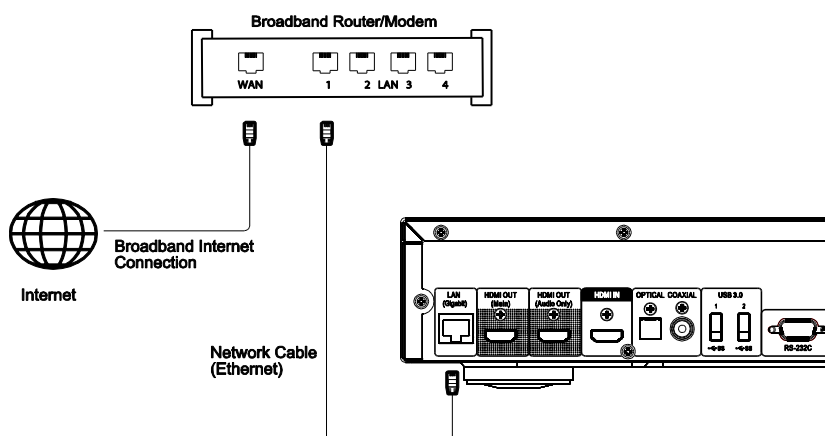 Broadband Router/Modem
WAN
1
2
LAN
3
4
Broadband Internet
Connection
Internet
Network Cable
(Ethernet)
LAN
(Gigabit)
HDMI OUT
(Main)
HDMI OUT
(Audio Only)
HDMI IN
OPTICAL
COAXIAL
USB 3.0
1
2
RS-232C